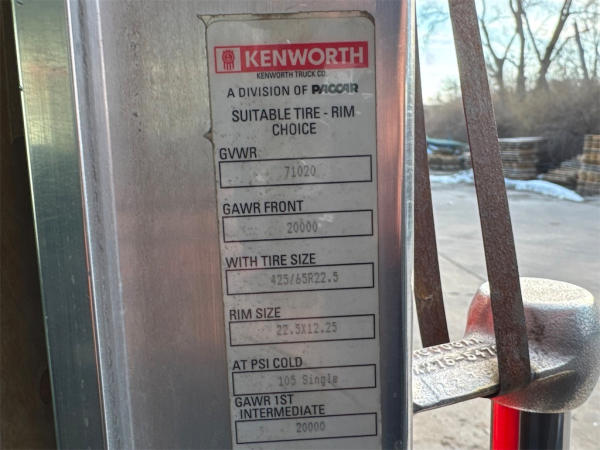 KENWORTH
KENWORTH TRUCK CO.
A DIVISION OF PACCAR
SUITABLE TIRE - RIM
CHOICE
GVWR
71020
GAWR FRONT
20000
WITH TIRE SIZE
425/65R22.5
RIM SIZE
22.5X12.25
AT PSI COLD
105 Single
GAWR 1ST
INTERMEDIATE
20000